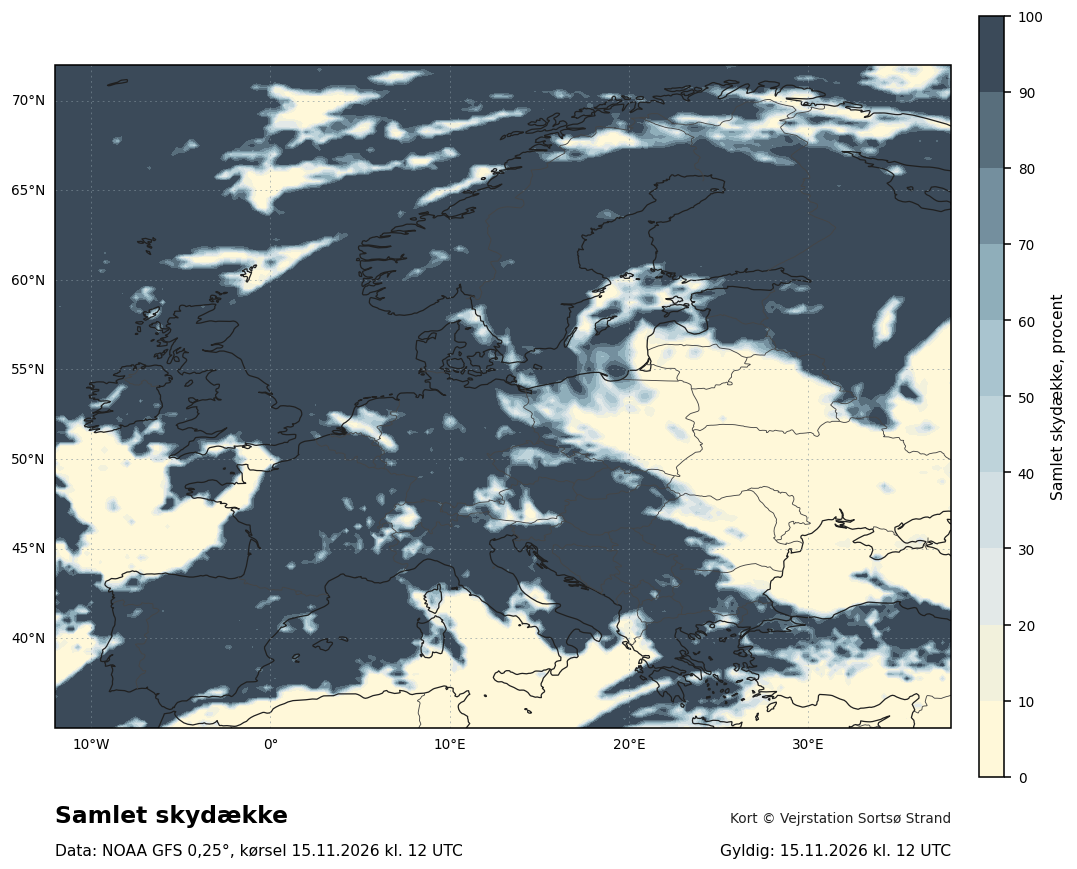 100
90
80
70
60
50
40
30
20
10
0
Samlet skydække, procent
70°N
65°N
60°N
55°N
50°N
45°N
40°N
10°W
0°
10°E
20°E
30°E
Samlet skydække
Kort © Vejrstation Sortsø Strand
Data: NOAA GFS 0,25°, kørsel 15.11.2026 kl. 12 UTC
Gyldig: 15.11.2026 kl. 12 UTC